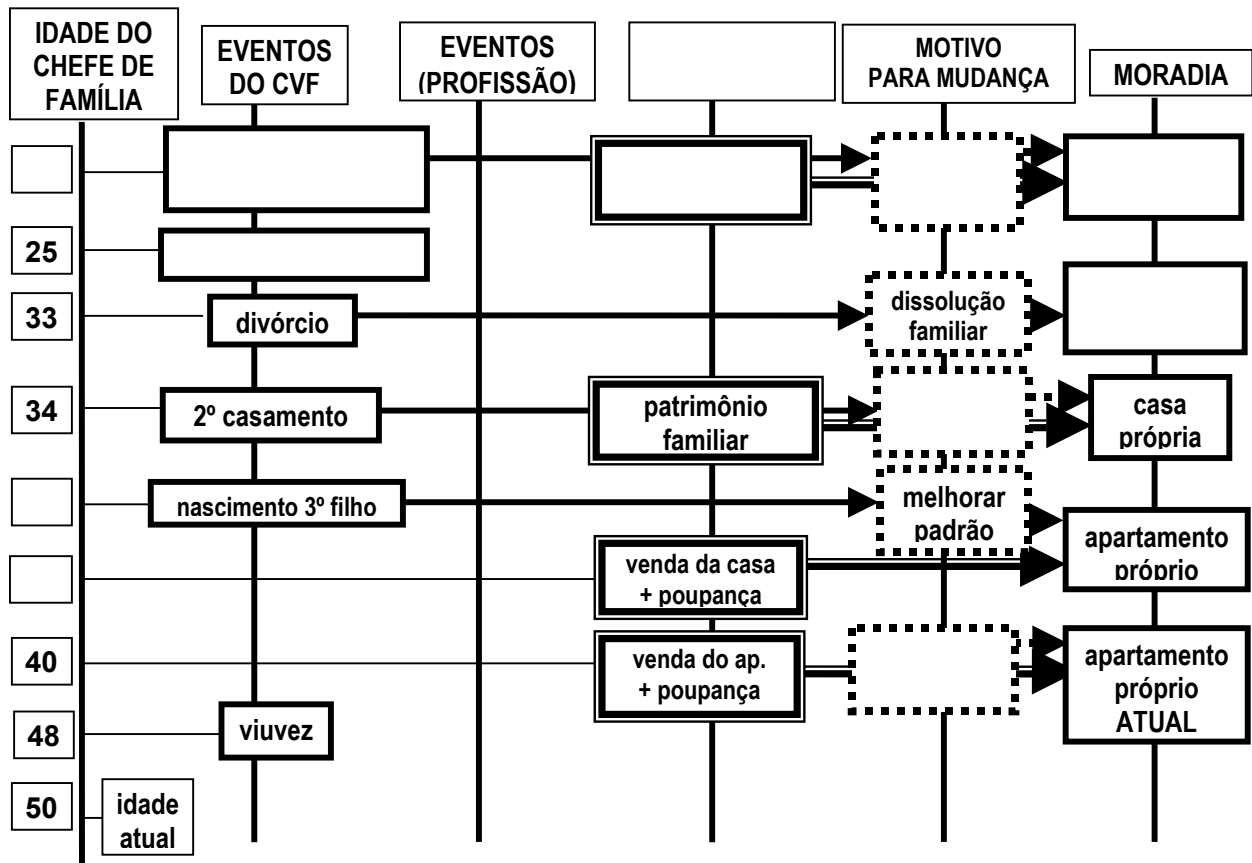 IDADE DO
CHEFE DE
FAMÍLIA
EVENTOS
DO CVF
EVENTOS
(PROFISSÃO)
MOTIVO
PARA MUDANÇA
MORADIA
25
33
divórcio
dissolução
familiar
34
2º casamento
patrimônio
familiar
casa
própria
nascimento 3º filho
melhorar
padrão
apartamento
próprio
venda da casa
+ poupança
40
venda do ap.
+ poupança
apartamento
próprio
ATUAL
48
viuvez
50
idade
atual